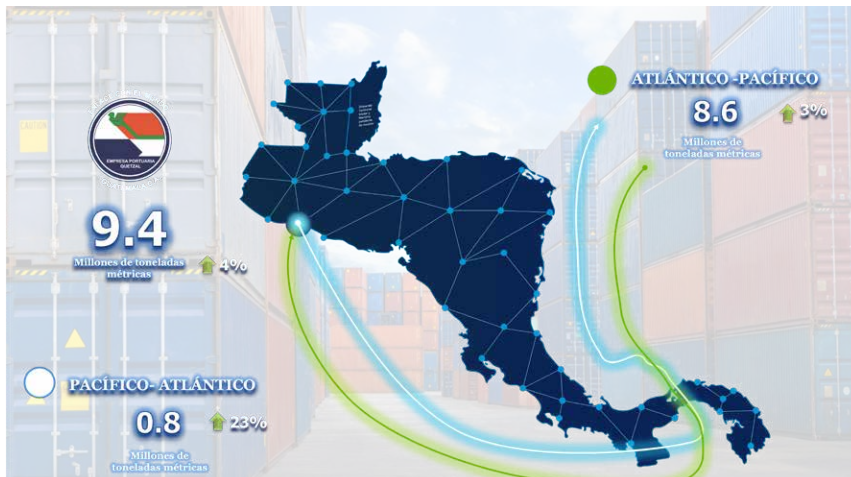 EMPRESA PORTUARIA
QUETZAL
9.4
Millones de toneladas
métricas
4%
ATLÁNTICO -PACÍFICO
8.6
3%
Millones de
toneladas métricas
PACÍFICO- ATLÁNTICO
0.8
23%
Millones de
toneladas métricas
CAUTION